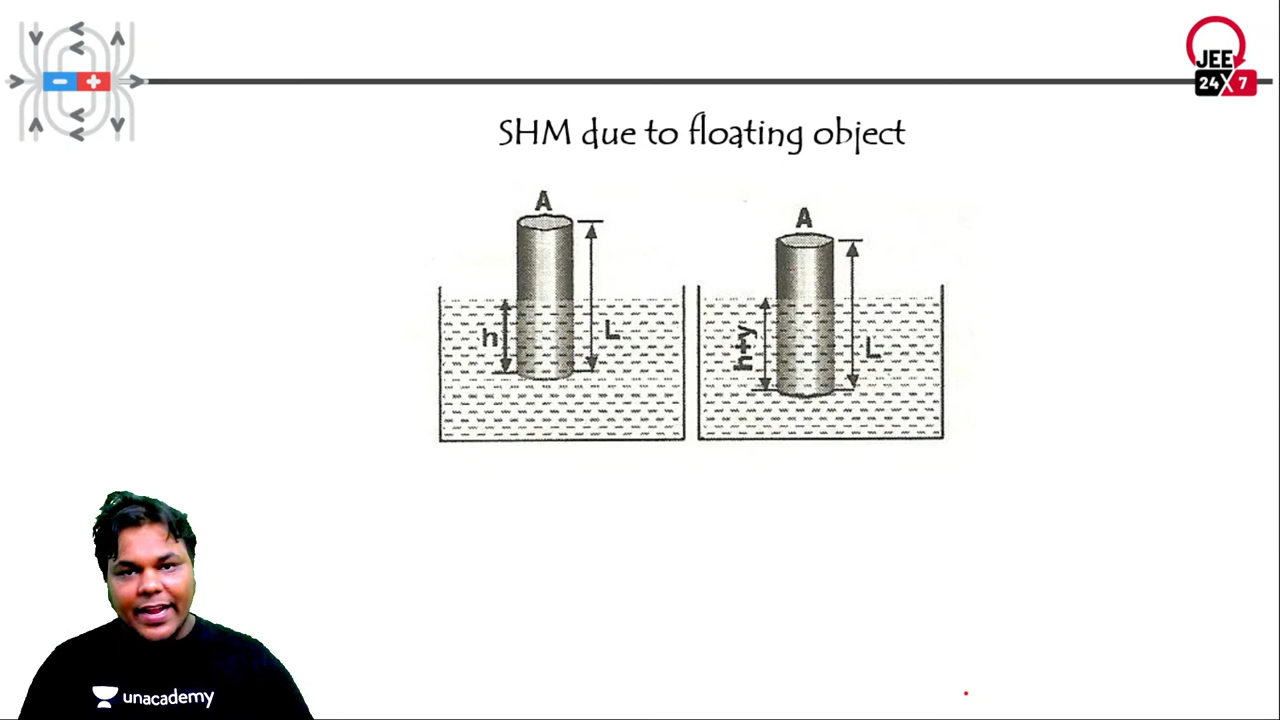 JEE
24X7
SHM due to floating object
A
A
h
L
h+y
L
unacademy